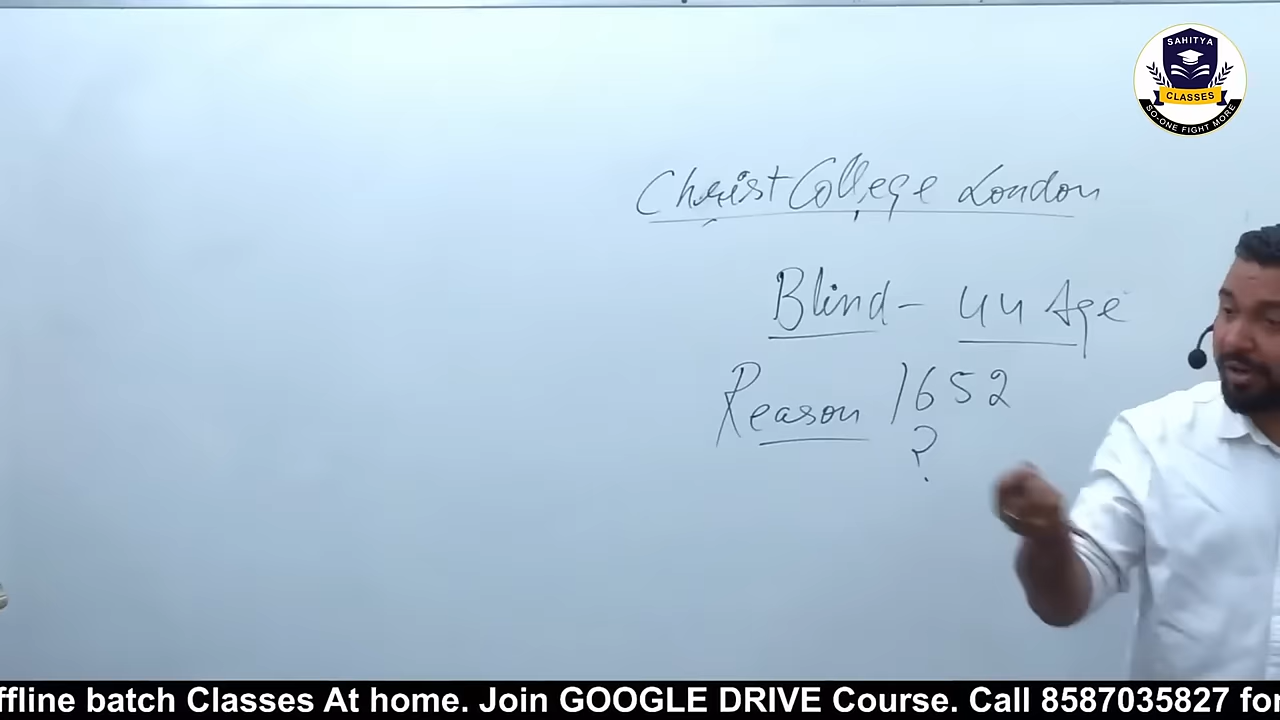 SAHITYA
CLASSES
SO-ONE FIGHT MORE
Christ College London
Blind - 44 Age
Reason 1652
?
ffline batch Classes At home. Join GOOGLE DRIVE Course. Call 8587035827 for